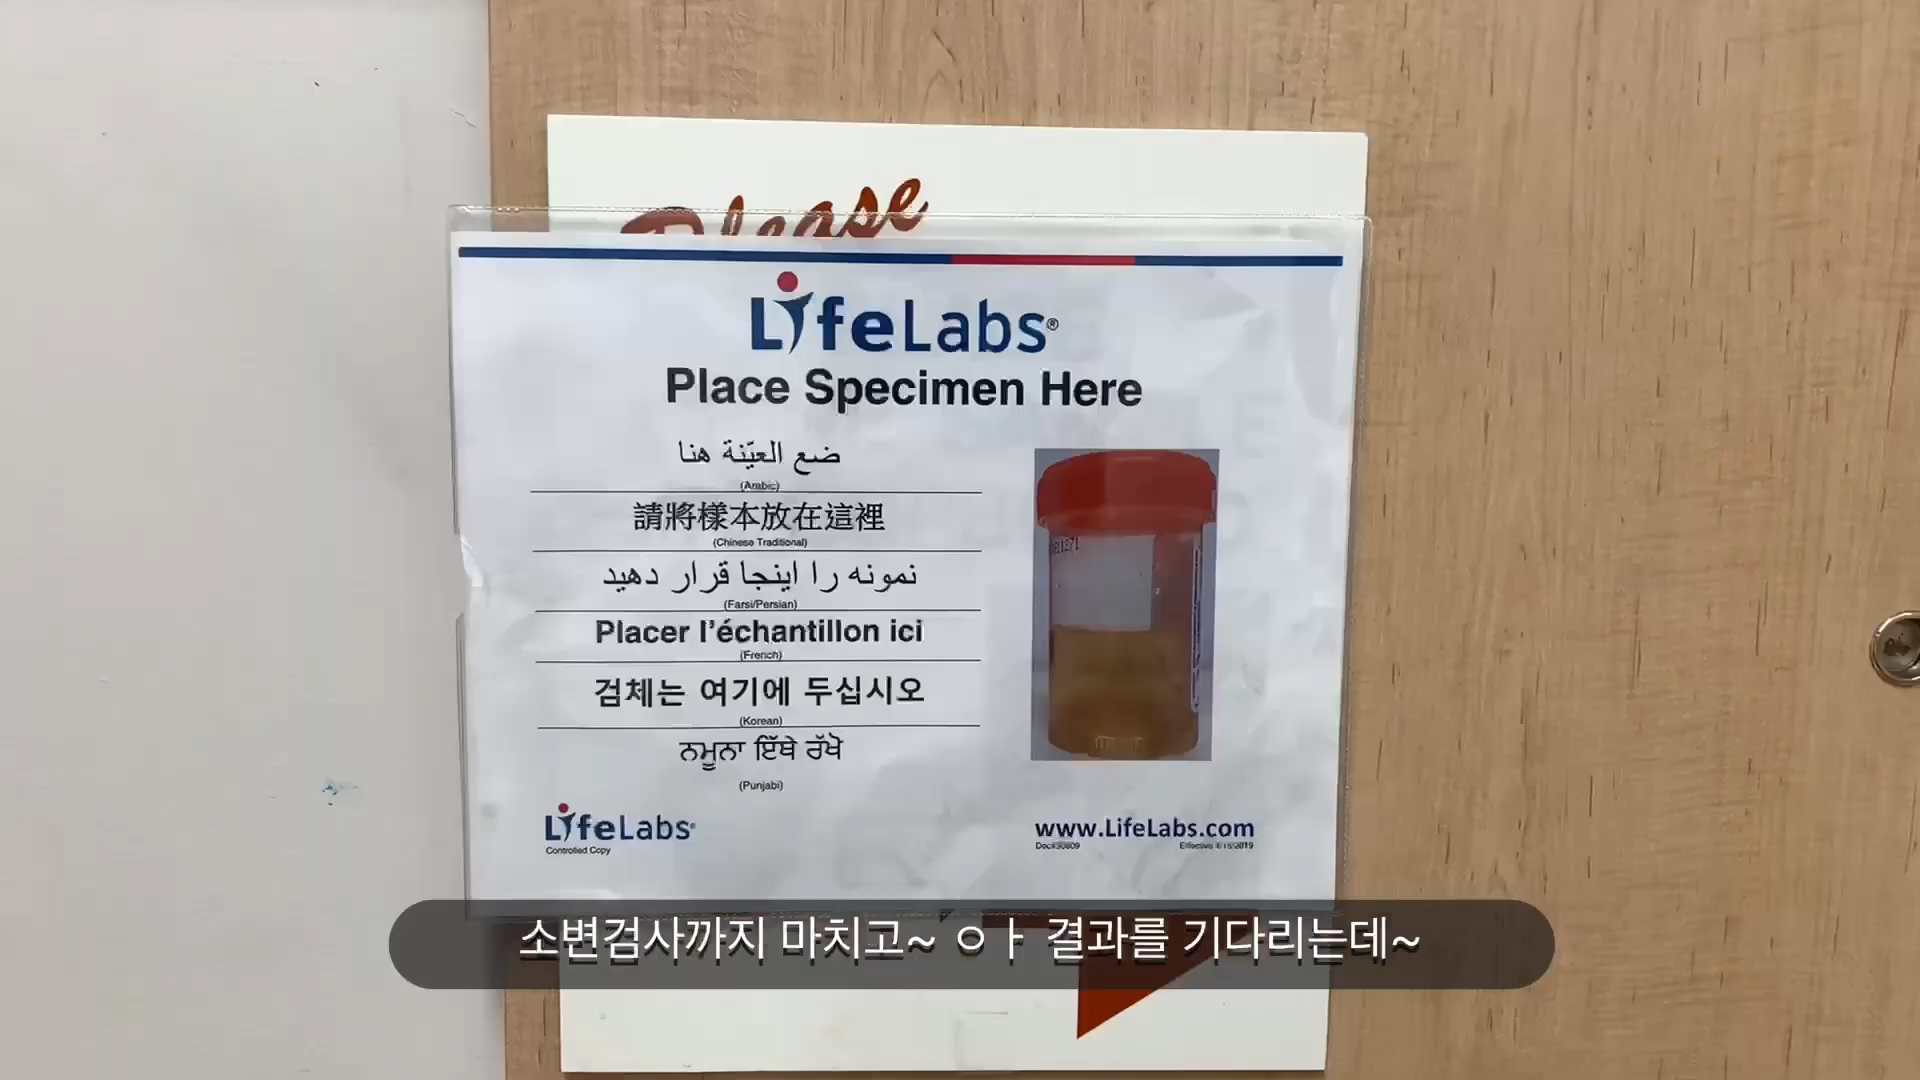 Please
LifeLabs®
Place Specimen Here
ضع العيّنة هنا
(Arabic)
請將樣本放在這裡
(Chinese Traditional)
نمونه را اینجا قرار دهید
(Farsi/Persian)
Placer l'échantillon ici
(French)
검체는 여기에 두십시오
(Korean)
ਨਮੂਨਾ ਇੱਥੇ ਰੱਖੋ
(Punjabi)
LifeLabs®
Controlled Copy
www.LifeLabs.com
Effective
소변검사까지 마치고~ ㅇㅏ 결과를 기다리는데~